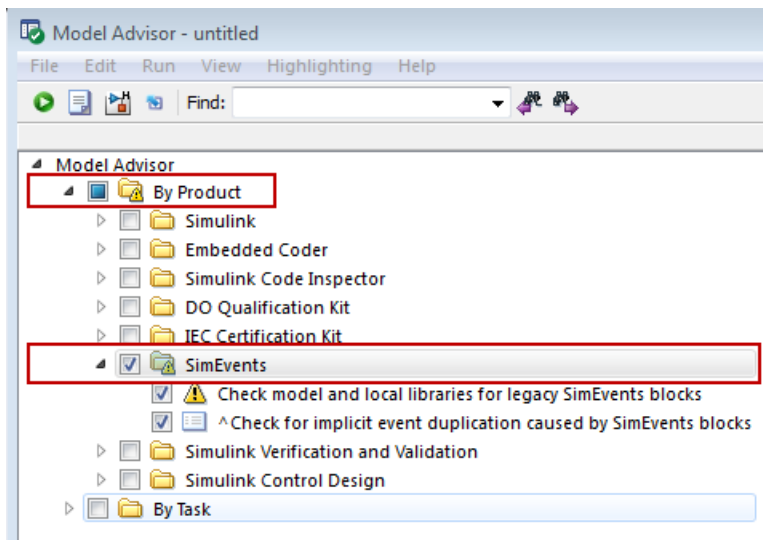 Model Advisor - untitled
File Edit Run View Highlighting Help
Find:
Model Advisor
By Product
Simulink
Embedded Coder
Simulink Code Inspector
DO Qualification Kit
IEC Certification Kit
SimEvents
Check model and local libraries for legacy SimEvents blocks
^Check for implicit event duplication caused by SimEvents blocks
Simulink Verification and Validation
Simulink Control Design
By Task